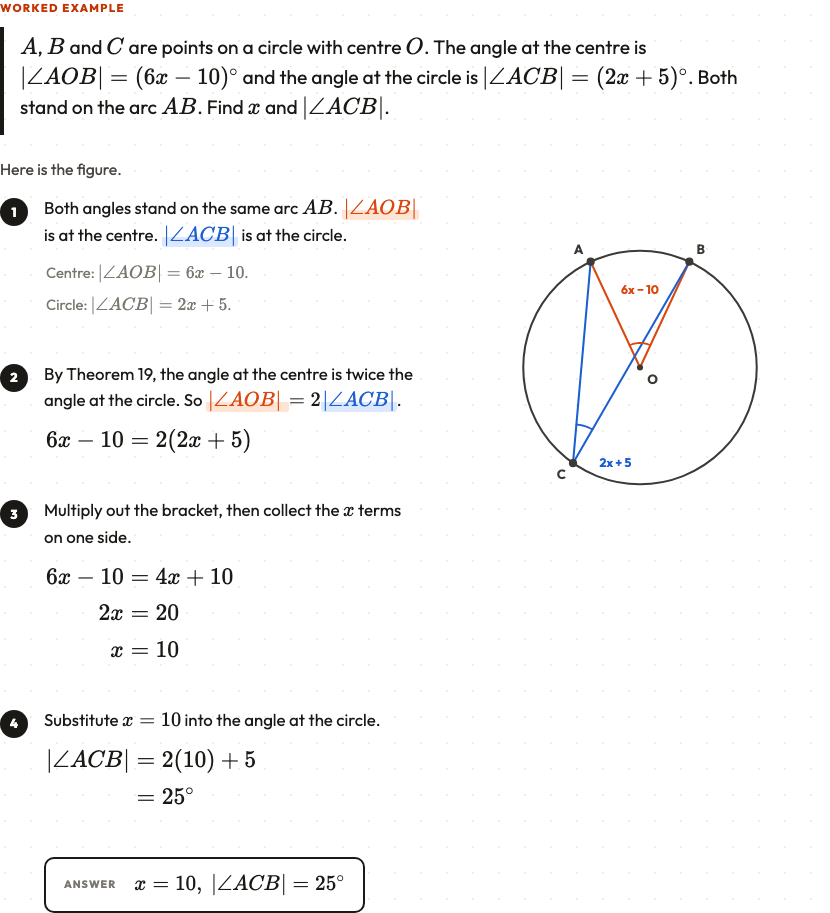 WORKED EXAMPLE
A, B and C are points on a circle with centre O. The angle at the centre is
|∠AOB| = (6x − 10)° and the angle at the circle is |∠ACB| = (2x + 5)°. Both
stand on the arc AB. Find x and |∠ACB|.
Here is the figure.
1 Both angles stand on the same arc AB. |∠AOB|
is at the centre. |∠ACB| is at the circle.
Centre: |∠AOB| = 6x − 10.
Circle: |∠ACB| = 2x + 5.
2 By Theorem 19, the angle at the centre is twice the
angle at the circle. So |∠AOB| = 2|∠ACB|.
6x − 10 = 2(2x + 5)
3 Multiply out the bracket, then collect the x terms
on one side.
6x − 10 = 4x + 10
2x = 20
x = 10
4 Substitute x = 10 into the angle at the circle.
|∠ACB| = 2(10) + 5
= 25°
ANSWER x = 10, |∠ACB| = 25°
A
B
6x − 10
O
C
2x + 5